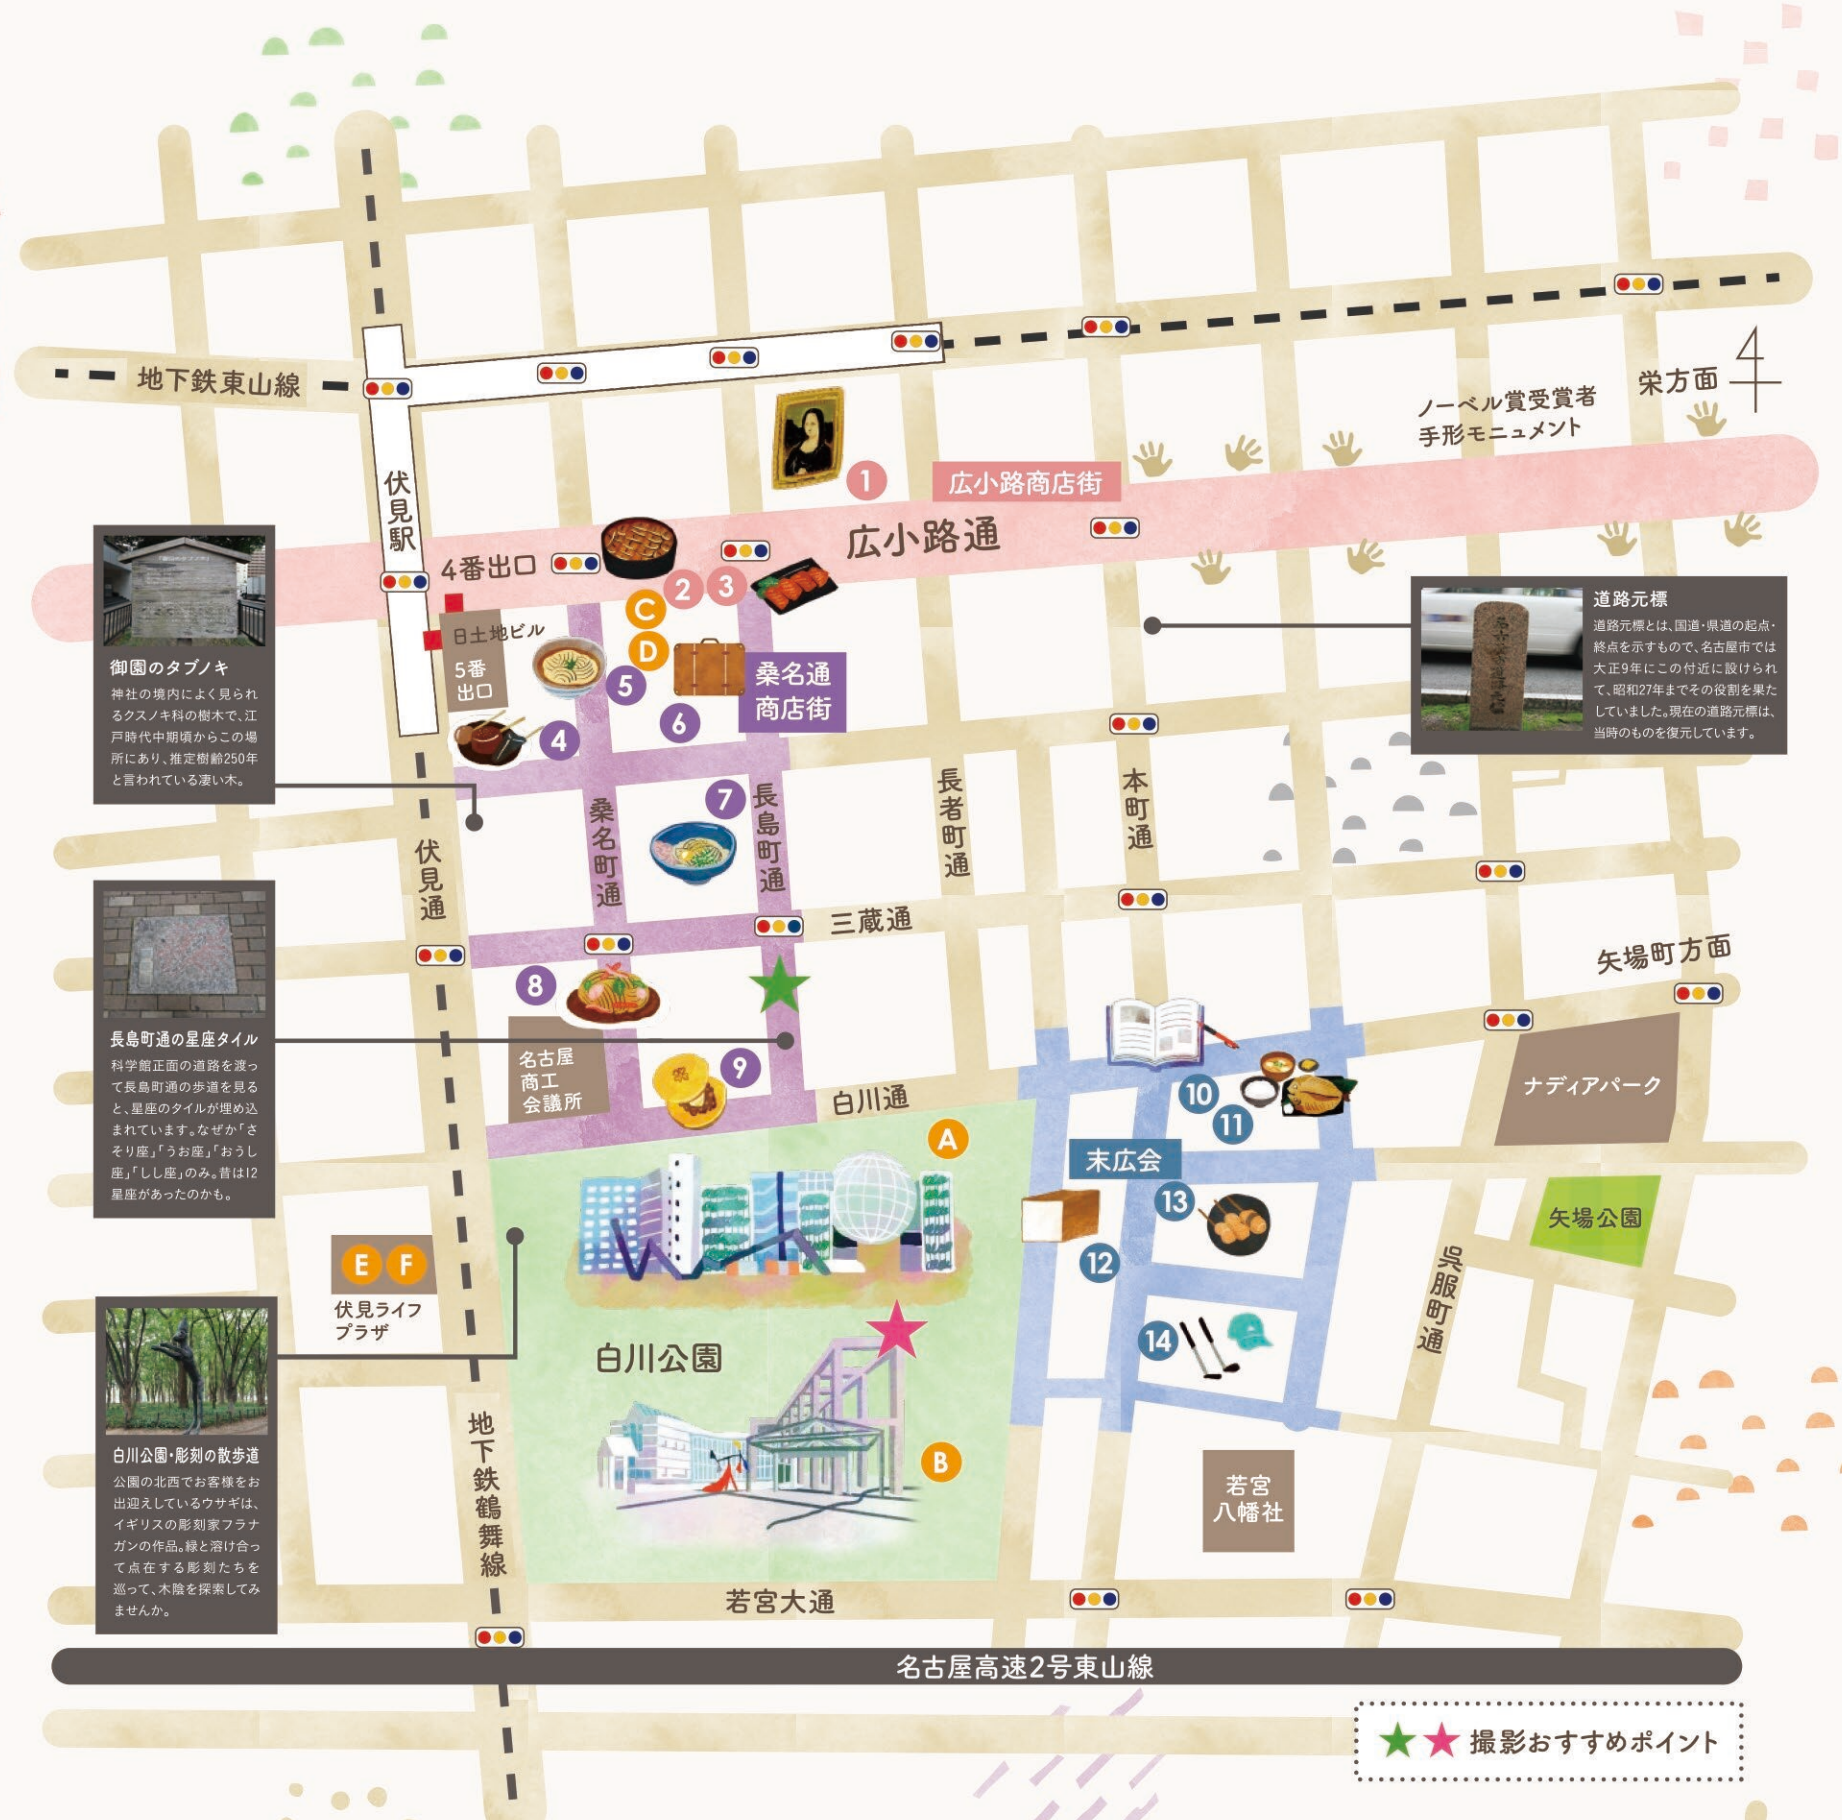 地下鉄東山線
栄方面
ノーベル賞受賞者
手形モニュメント
伏見駅
1
広小路商店街
広小路通
4番出口
2
3
C
D
日土地ビル
5番
出口
5
6
4
桑名通
商店街
御園のタブノキ
神社の境内によく見られ
るクスノキ科の樹木で、江
戸時代中期頃からこの場
所にあり、推定樹齢250年
と言われている凄い木。
道路元標
道路元標とは、国道・県道の起点・
終点を示すもので、名古屋市では
大正9年にこの付近に設けられ
て、昭和27年までその役割を果た
していました。現在の道路元標は、
当時のものを復元しています。
7
桑名町通
長島町通
長者町通
本町通
伏見通
三蔵通
矢場町方面
長島町通の星座タイル
科学館正面の道路を渡っ
て長島町通の歩道を見る
と、星座のタイルが埋め込
まれています。なぜか「さ
そり座」「うお座」「おうし
座」「しし座」のみ。昔は12
星座があったのかも。
8
名古屋
商工
会議所
9
白川通
10
11
ナディアパーク
A
末広会
13
12
矢場公園
E F
伏見ライフ
プラザ
呉服町通
14
白川公園
B
白川公園・彫刻の散歩道
公園の北西でお客様をお
出迎えしているウサギは、
イギリスの彫刻家フラナ
ガンの作品。緑と溶け合っ
て点在する彫刻たちを
巡って、木陰を探索してみ
ませんか。
地下鉄鶴舞線
若宮
八幡社
若宮大通
名古屋高速2号東山線
撮影おすすめポイント